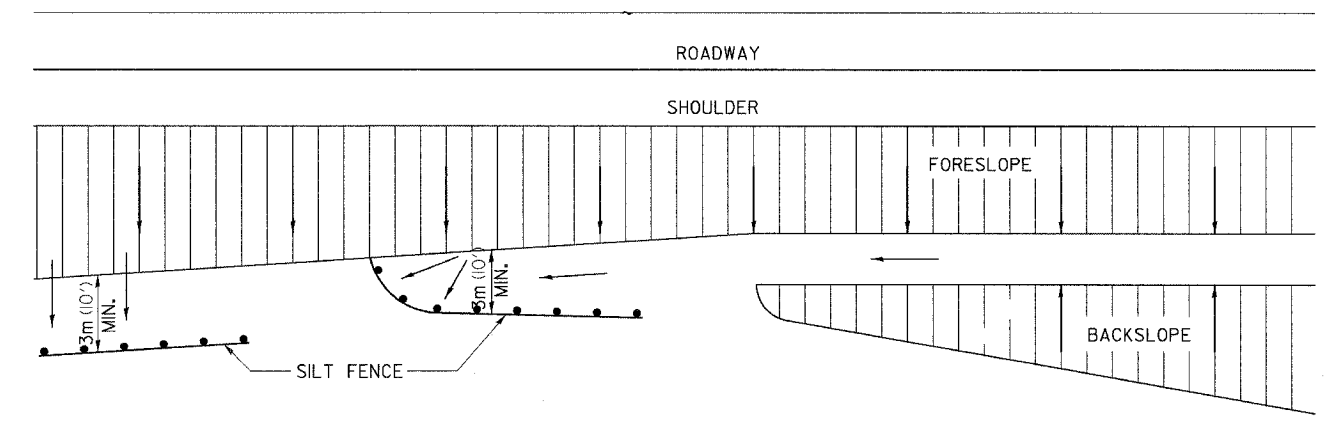 ROADWAY
SHOULDER
FORESLOPE
3m (10')
MIN.
3m (10')
MIN.
BACKSLOPE
SILT FENCE